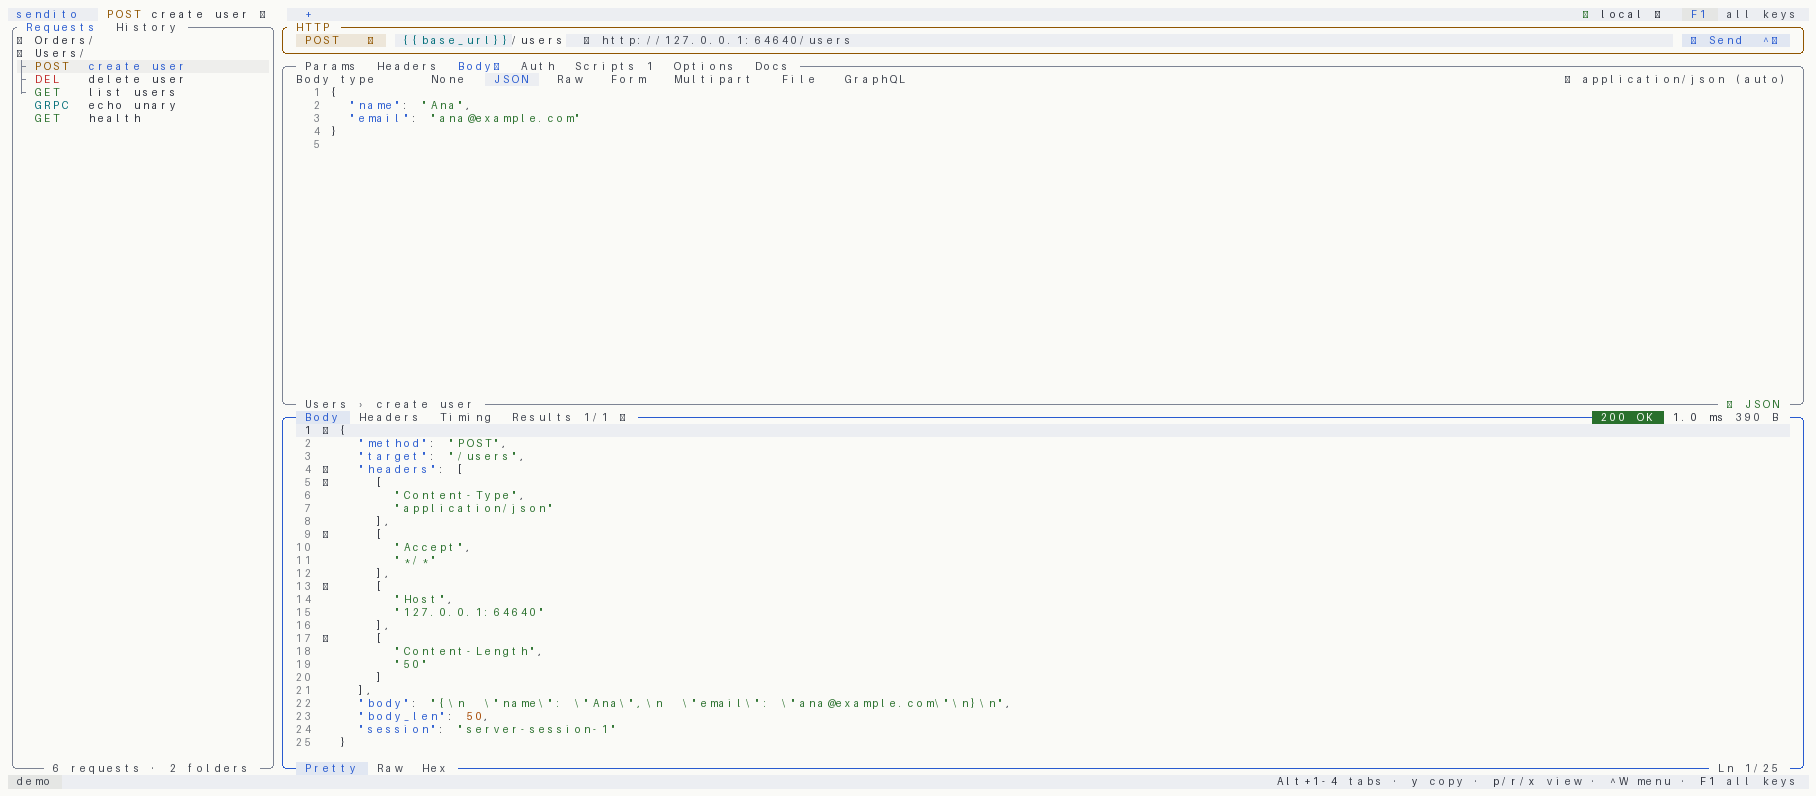 sendito POST create user + local F1 all keys
Requests History
Orders/
Users/
POST create user
DEL delete user
GET list users
GRPC echo unary
GET health
6 requests · 2 folders
HTTP
POST {{base_url}}/users http://127.0.0.1:64640/users Send ^
Params Headers Body Auth Scripts 1 Options Docs
Body type None JSON Raw Form Multipart File GraphQL application/json (auto)
1 {
2 "name": "Ana",
3 "email": "ana@example.com"
4 }
5
Users › create user JSON
Body Headers Timing Results 1/1 200 OK 1.0 ms 390 B
1 {
2 "method": "POST",
3 "target": "/users",
4 "headers": [
5 [
6 "Content-Type",
7 "application/json"
8 ],
9 [
10 "Accept",
11 "*/*"
12 ],
13 [
14 "Host",
15 "127.0.0.1:64640"
16 ],
17 [
18 "Content-Length",
19 "50"
20 ]
21 ],
22 "body": "{\n  \"name\": \"Ana\",\n  \"email\": \"ana@example.com\"\n}\n",
23 "body_len": 50,
24 "session": "server-session-1"
25 }
Pretty Raw Hex Ln 1/25
demo Alt+1-4 tabs · y copy · p/r/x view · ^W menu · F1 all keys